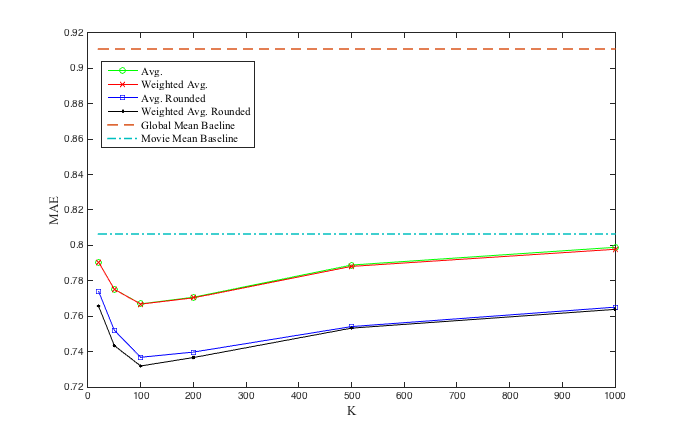 0.92
0.9
0.88
0.86
0.84
0.82
0.8
0.78
0.76
0.74
0.72
MAE
Avg.
Weighted Avg.
Avg. Rounded
Weighted Avg. Rounded
Global Mean Baeline
Movie Mean Baseline
0 100 200 300 400 500 600 700 800 900 1000
K